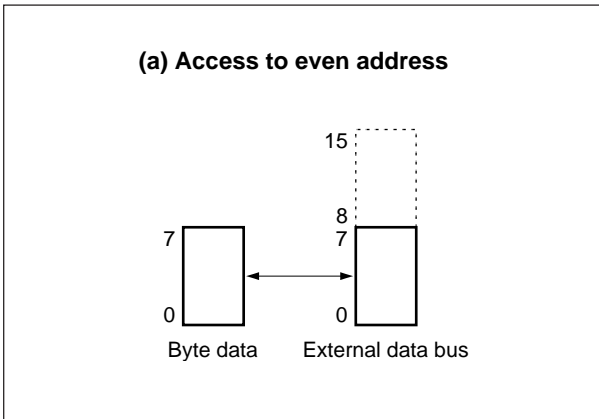 (a) Access to even address
15
8
7
7
0
0
Byte data
External data bus